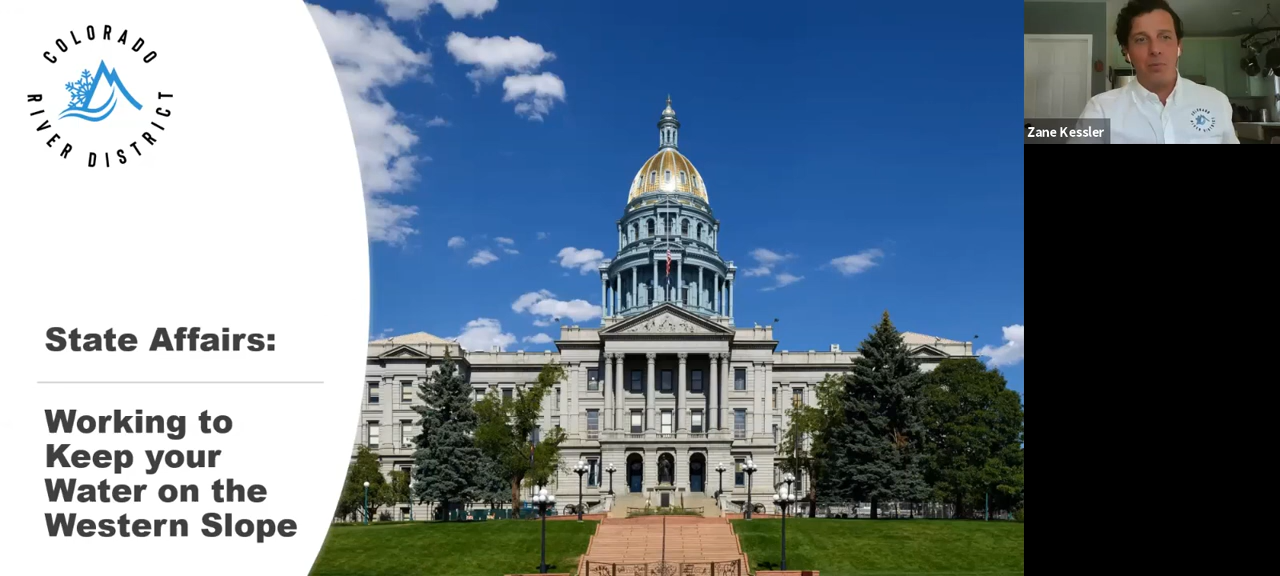 COLORADO
RIVER DISTRICT
State Affairs:
Working to
Keep your
Water on the
Western Slope
Zane Kessler